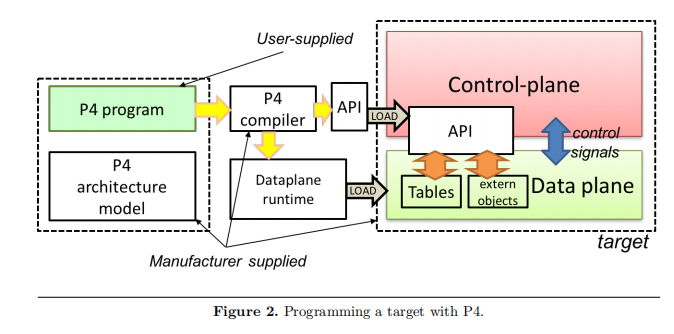 User-supplied
P4 program
P4
compiler
API
LOAD
Control-plane
API
control
signals
P4
architecture
model
Dataplane
runtime
LOAD
Tables
extern
objects
Data plane
target
Manufacturer supplied
Figure 2. Programming a target with P4.